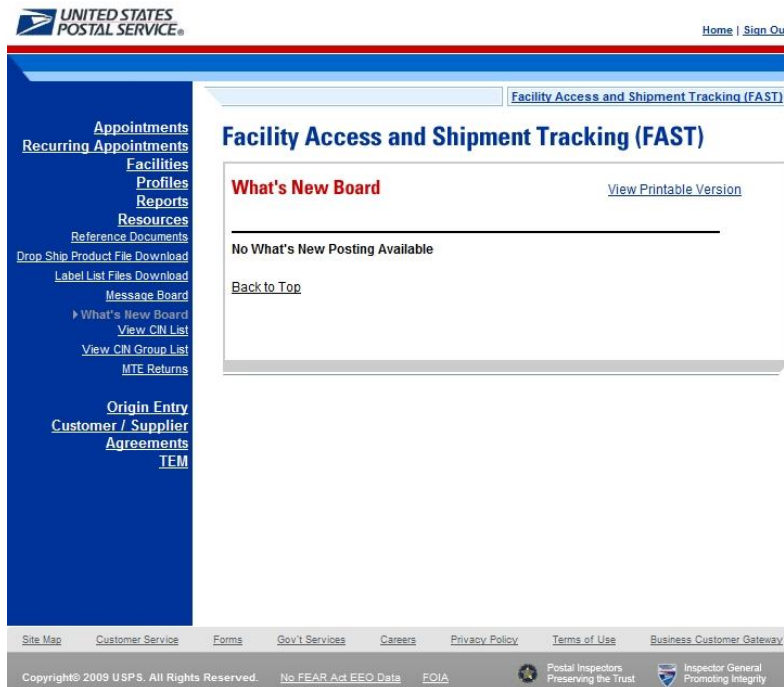 UNITED STATES
POSTAL SERVICE®
Home | Sign Ou
Facility Access and Shipment Tracking (FAST)
Appointments
Recurring Appointments
Facilities
Profiles
Reports
Resources
Reference Documents
Drop Ship Product File Download
Label List Files Download
Message Board
What's New Board
View CIN List
View CIN Group List
MTE Returns
Origin Entry
Customer / Supplier
Agreements
TEM
Facility Access and Shipment Tracking (FAST)
What's New Board
View Printable Version
No What's New Posting Available
Back to Top
Site Map Customer Service Forms Gov't Services Careers Privacy Policy Terms of Use Business Customer Gateway
Copyright© 2009 USPS. All Rights Reserved. No FEAR Act EEO Data FOIA
Postal Inspectors
Preserving the Trust
Inspector General
Promoting Integrity